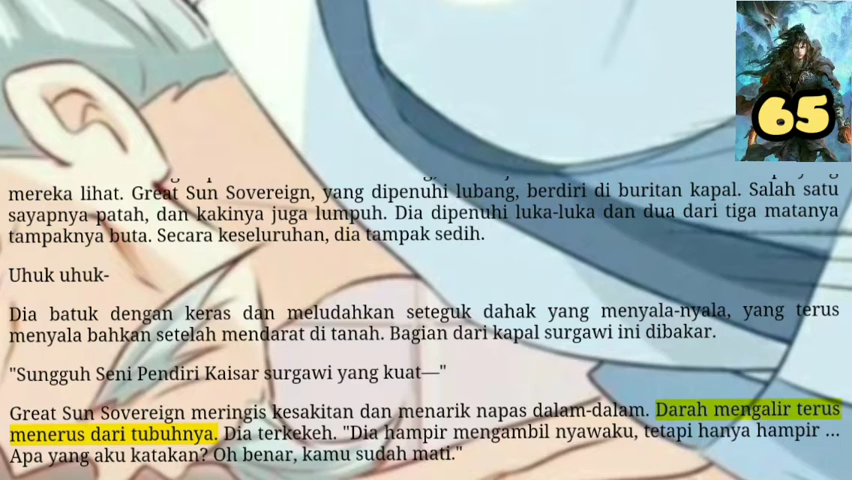 65
mereka lihat. Great Sun Sovereign, yang dipenuhi lubang, berdiri di buritan kapal. Salah satu
sayapnya patah, dan kakinya juga lumpuh. Dia dipenuhi luka-luka dan dua dari tiga matanya
tampaknya buta. Secara keseluruhan, dia tampak sedih.
Uhuk uhuk-
Dia batuk dengan keras dan meludahkan seteguk dahak yang menyala-nyala, yang terus
menyala bahkan setelah mendarat di tanah. Bagian dari kapal surgawi ini dibakar.
"Sungguh Seni Pendiri Kaisar surgawi yang kuat—"
Great Sun Sovereign meringis kesakitan dan menarik napas dalam-dalam. Darah mengalir terus
menerus dari tubuhnya. Dia terkekeh. "Dia hampir mengambil nyawaku, tetapi hanya hampir ...
Apa yang aku katakan? Oh benar, kamu sudah mati."